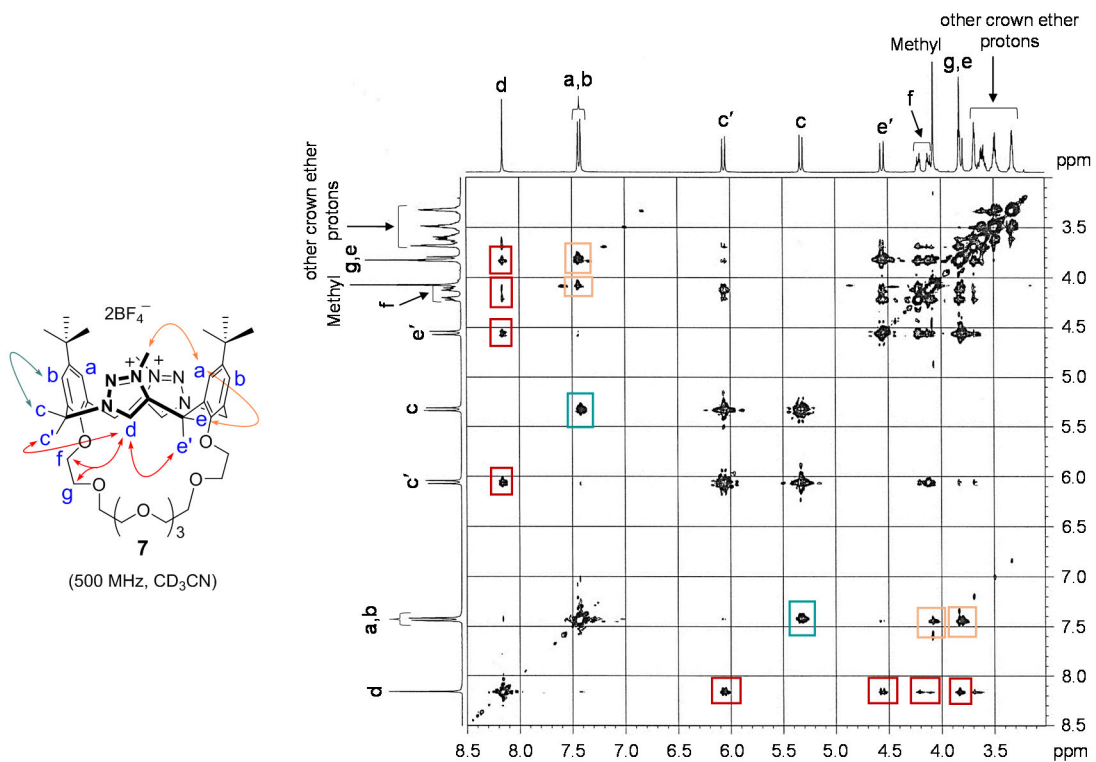 other crown ether
protons
Methyl
g,e
d
a,b
c′
c
e′
f
ppm
other crown ether
protons
g,e
Methyl
f
e′
c
c′
a,b
d
3.5
4.0
4.5
5.0
5.5
6.0
6.5
7.0
7.5
8.0
8.5
8.5 8.0 7.5 7.0 6.5 6.0 5.5 5.0 4.5 4.0 3.5 ppm
2BF₄⁻
b a a b
+ +
N N N
N=N N=N
N N
c
c' d e
e'
O O
f
g
O O
O O O
3
7
(500 MHz, CD₃CN)